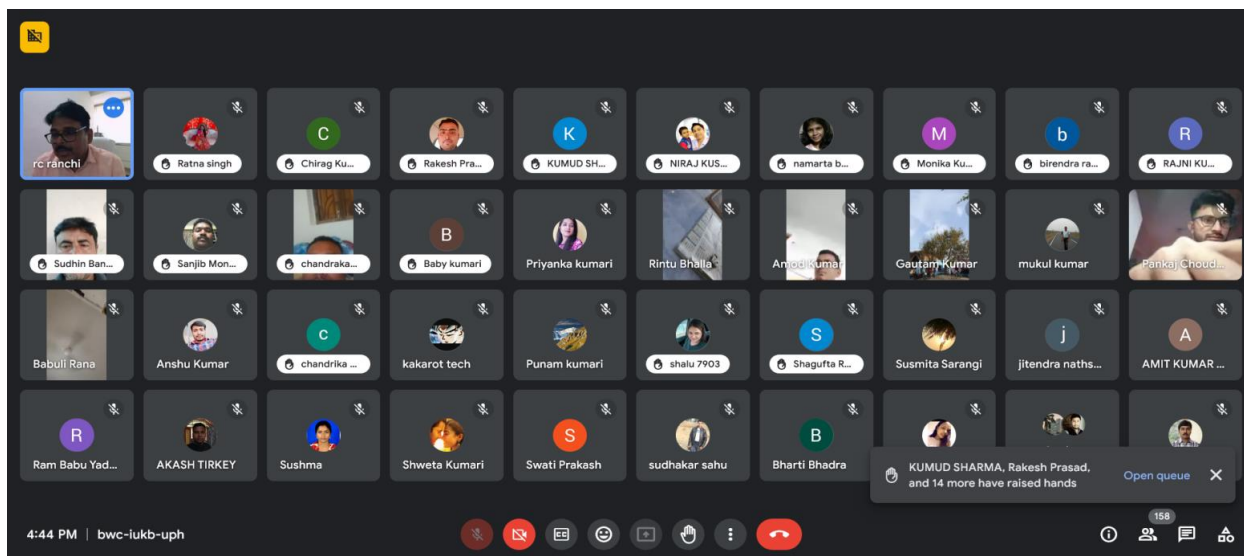 rc ranchi
Ratna singh
C
Chirag Ku...
Rakesh Pra...
K
KUMUD SH...
NIRAJ KUS...
namarta b...
M
Monika Ku...
b
birendra ra...
R
RAJNI KU...
Sudhin Ban...
Sanjib Mon...
chandraka...
B
Baby kumari
Priyanka kumari
Rintu Bhalla
Amod Kumar
Gautam Kumar
mukul kumar
Pankaj Choud...
Babuli Rana
Anshu Kumar
c
chandrika ...
kakarot tech
Punam kumari
shalu 7903
S
Shagufta R...
Susmita Sarangi
j
jitendra naths...
A
AMIT KUMAR ...
R
Ram Babu Yad...
AKASH TIRKEY
Sushma
Shweta Kumari
S
Swati Prakash
sudhakar sahu
B
Bharti Bhadra
KUMUD SHARMA, Rakesh Prasad,
and 14 more have raised hands
Open queue
4:44 PM | bwc-iukb-uph
CC
158